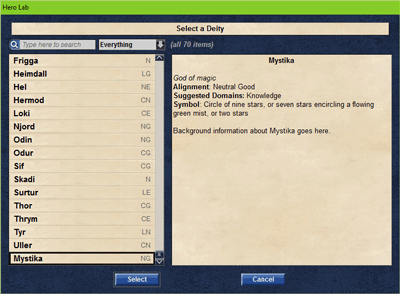 Hero Lab
Select a Deity
Type here to search
Everything
(all 70 items)
Frigga N
Heimdall LG
Hel NE
Hermod CN
Loki CE
Njord NG
Odin NG
Odur CG
Sif CG
Skadi N
Surtur LE
Thor CG
Thrym CE
Tyr LN
Uller CN
Mystika NG
Mystika
God of magic
Alignment: Neutral Good
Suggested Domains: Knowledge
Symbol: Circle of nine stars, or seven stars encircling a flowing
green mist, or two stars
Background information about Mystika goes here.
Select
Cancel